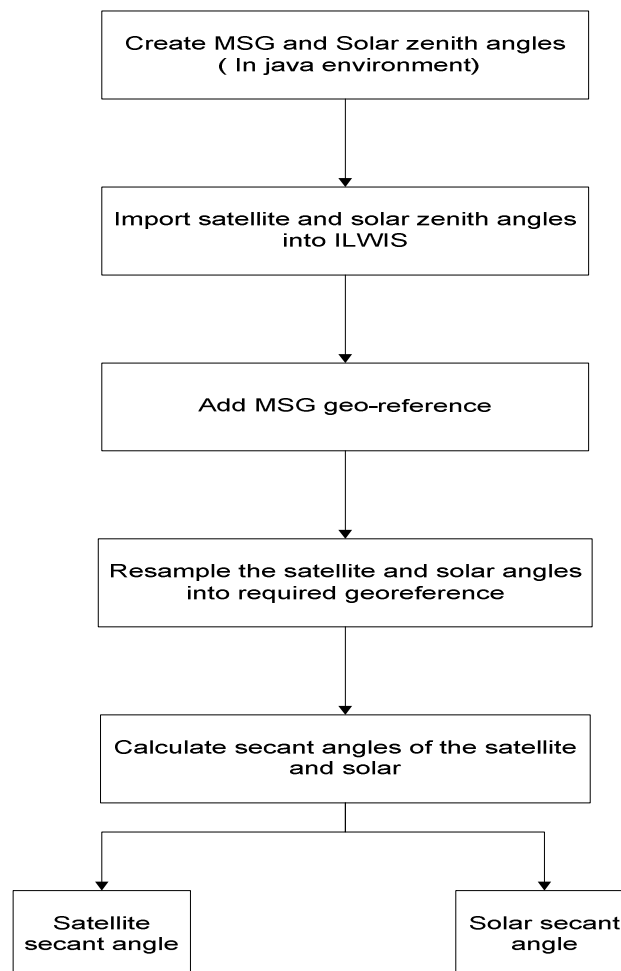 Create MSG and Solar zenith angles
( In java environment)
Import satellite and solar zenith angles
into ILWIS
Add MSG geo-reference
Resample the satellite and solar angles
into required georeference
Calculate secant angles of the satellite
and solar
Satellite
secant angle
Solar secant
angle